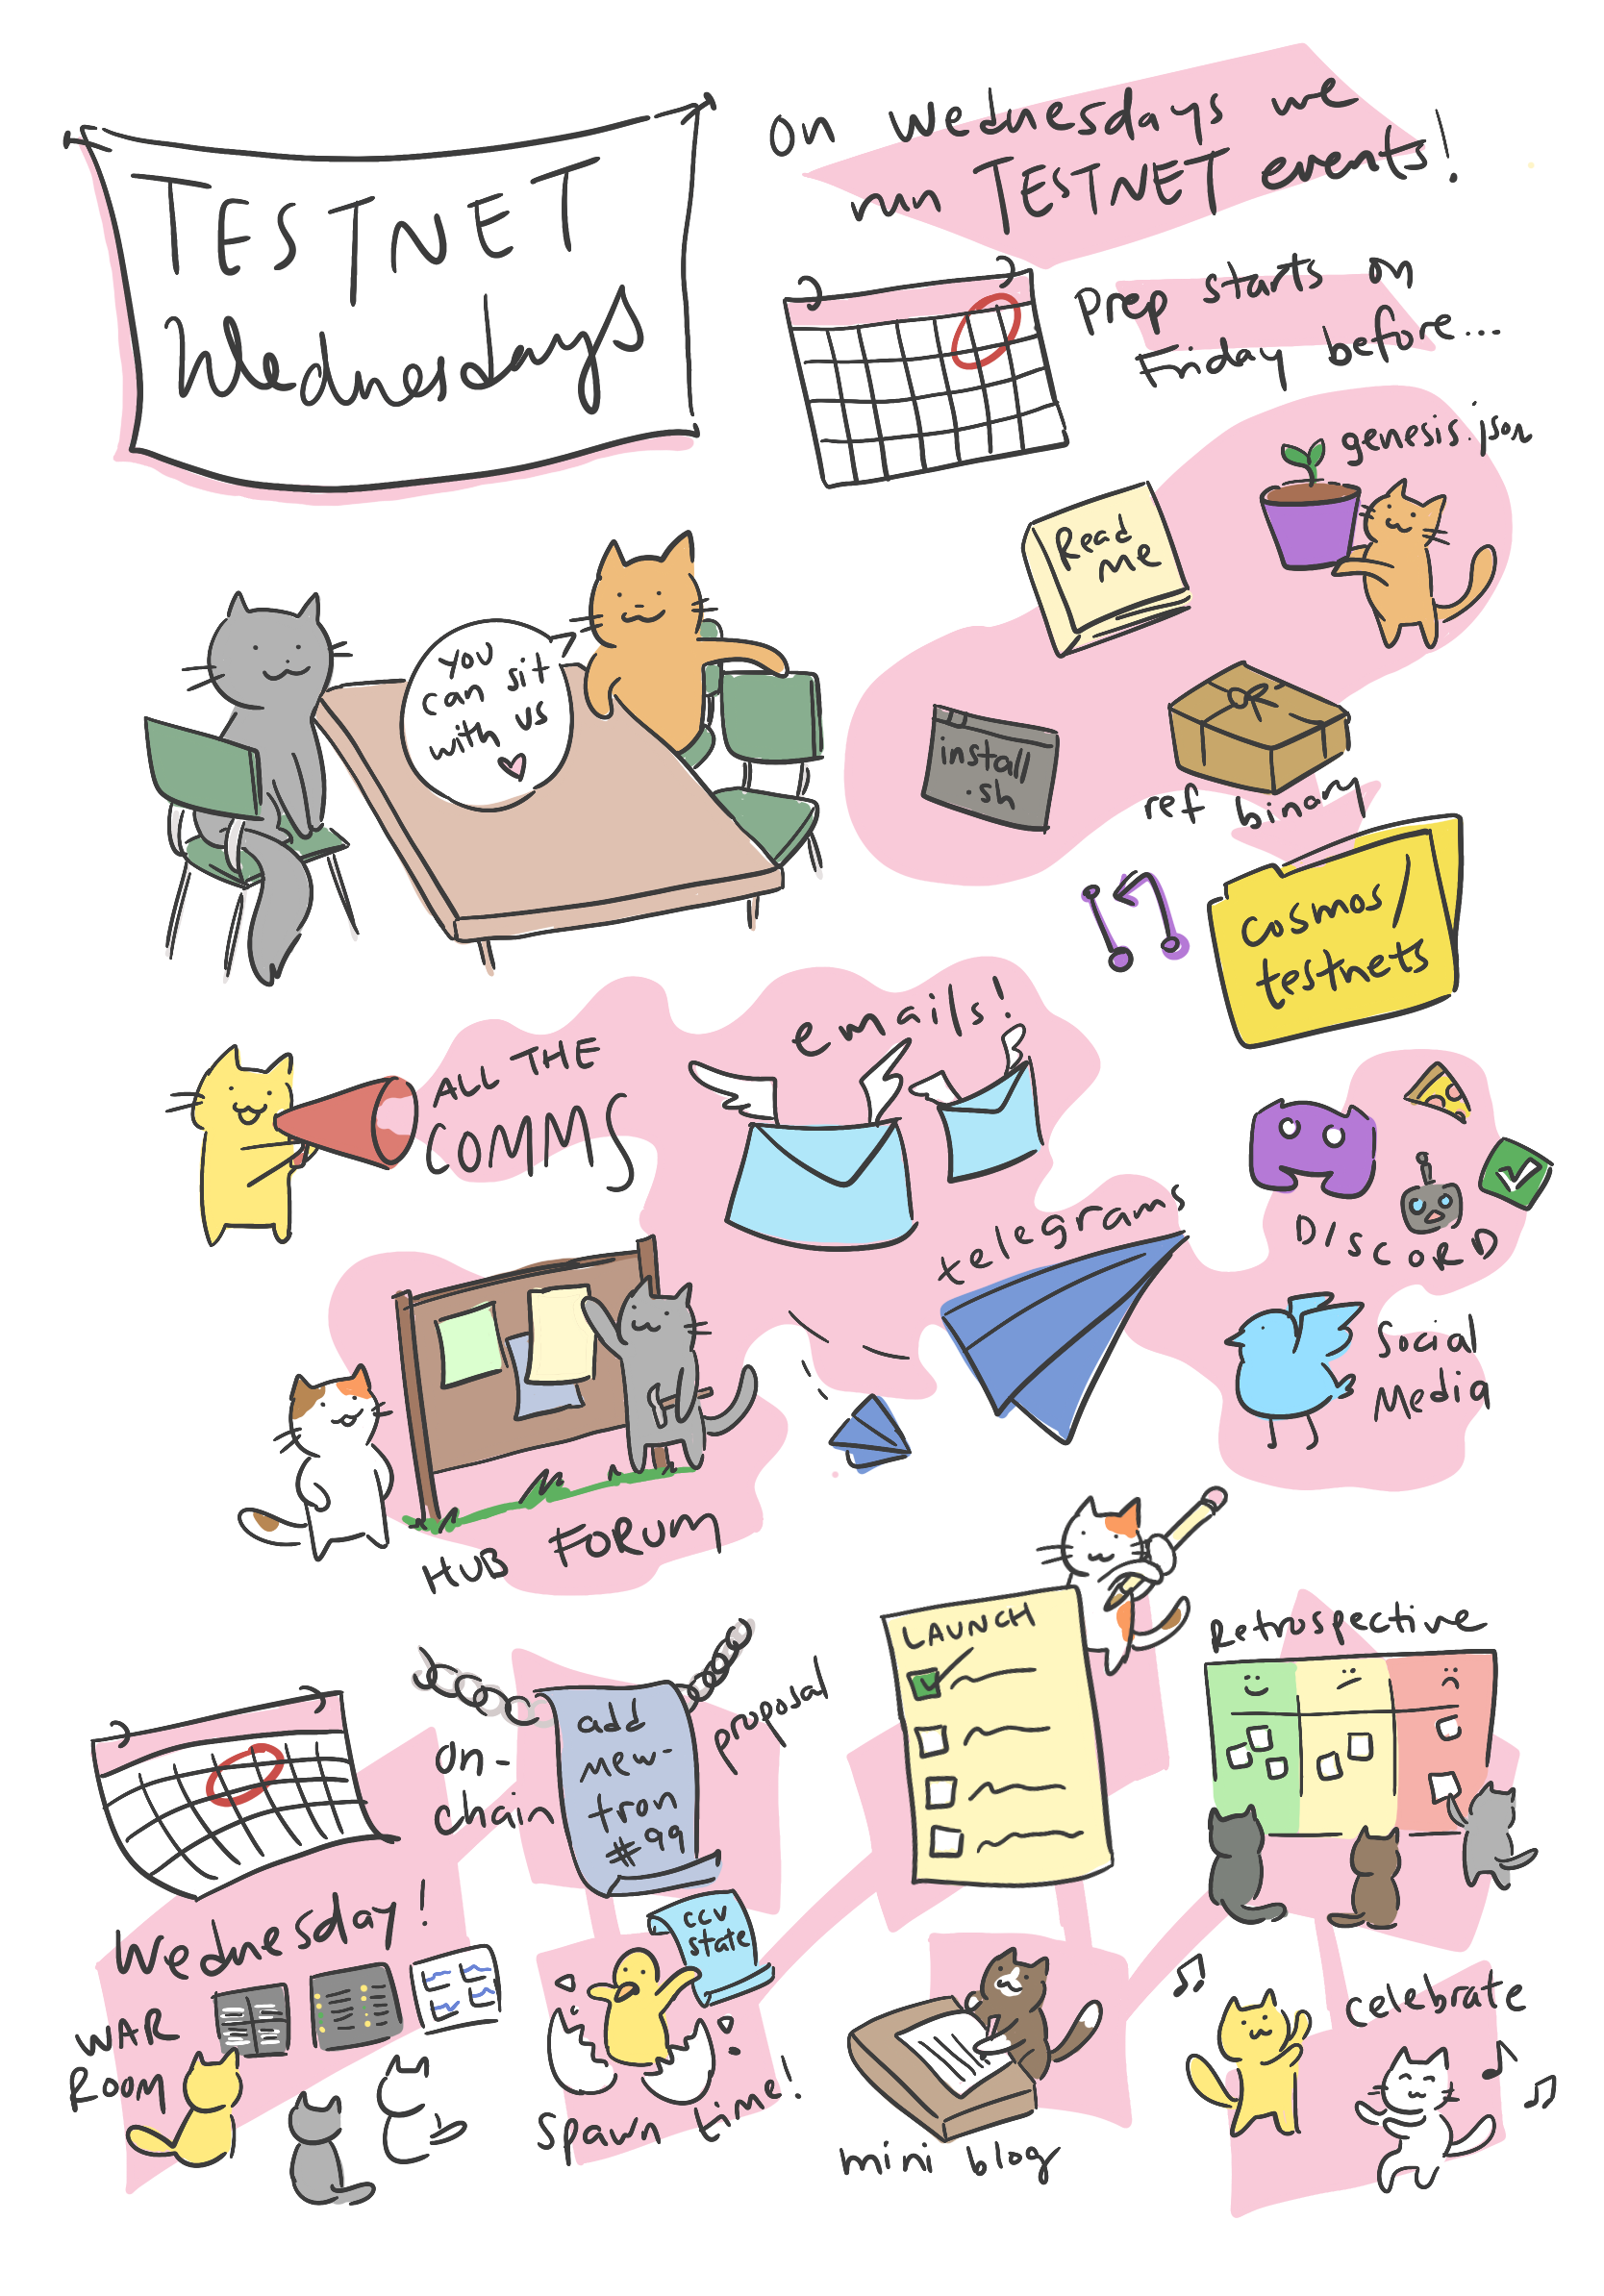 TESTNET
Wednesdays
On Wednesdays we
run TESTNET events!
Prep starts on
Friday before...
genesis.json
Read
me
you
can sit
with us
install
.sh
ref binary
cosmos/
testnets
ALL THE
COMMS
emails!
telegrams
DISCORD
Social
Media
HUB FORUM
Wednesday!
on-
chain
add
new-
tron
#99
proposal
LAUNCH
Retrospective
WAR
ROOM
ccv
state
Spawn time!
mini blog
celebrate